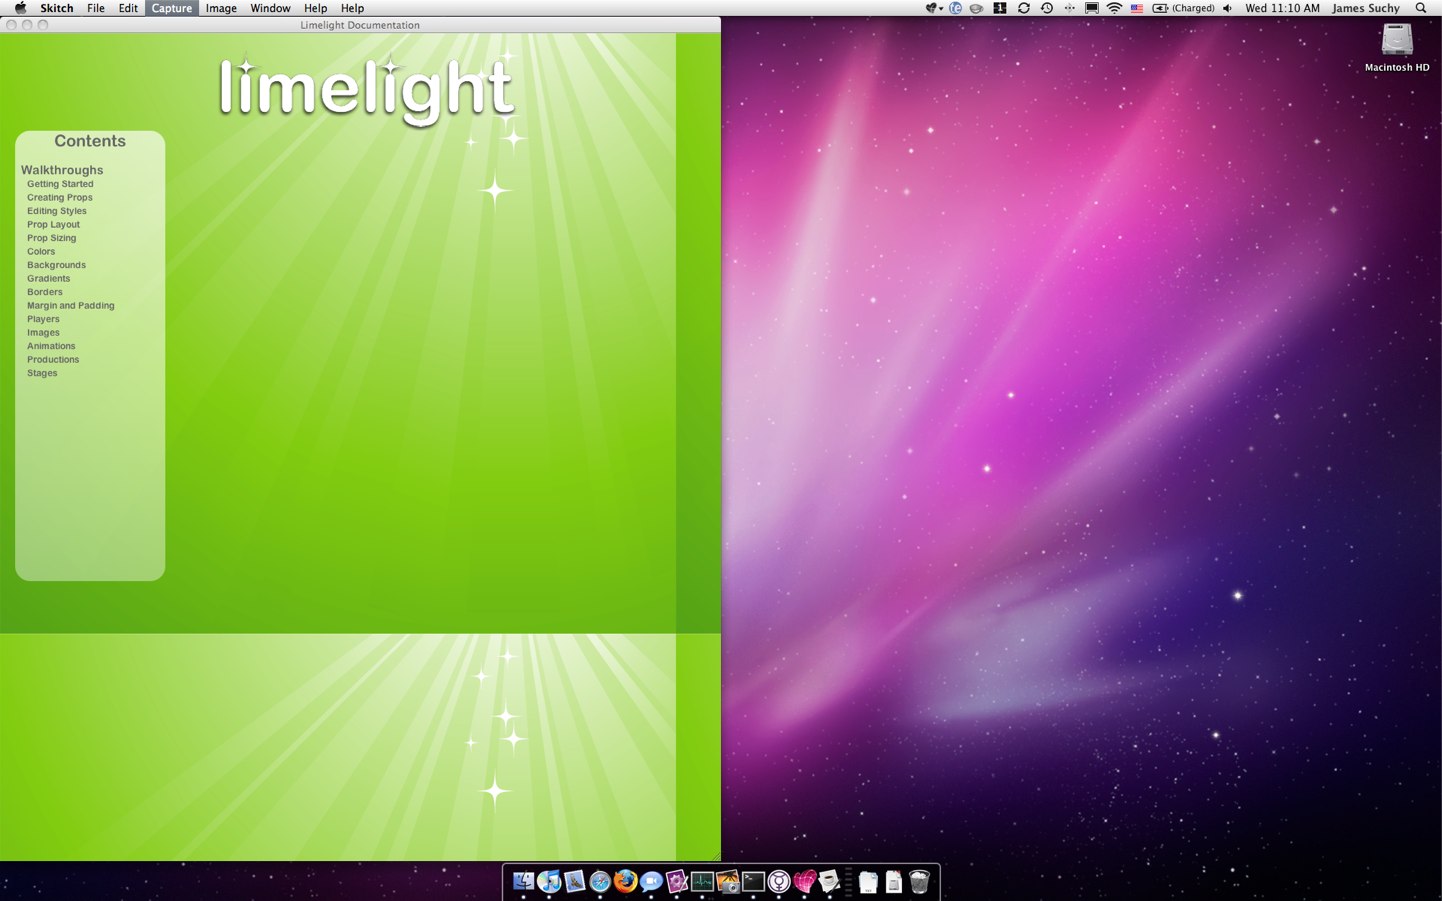 Skitch File Edit Capture Image Window Help Help
1 (Charged) Wed 11:10 AM James Suchy
Limelight Documentation
limelight
Contents
Walkthroughs
Getting Started
Creating Props
Editing Styles
Prop Layout
Prop Sizing
Colors
Backgrounds
Gradients
Borders
Margin and Padding
Players
Images
Animations
Productions
Stages
Macintosh HD